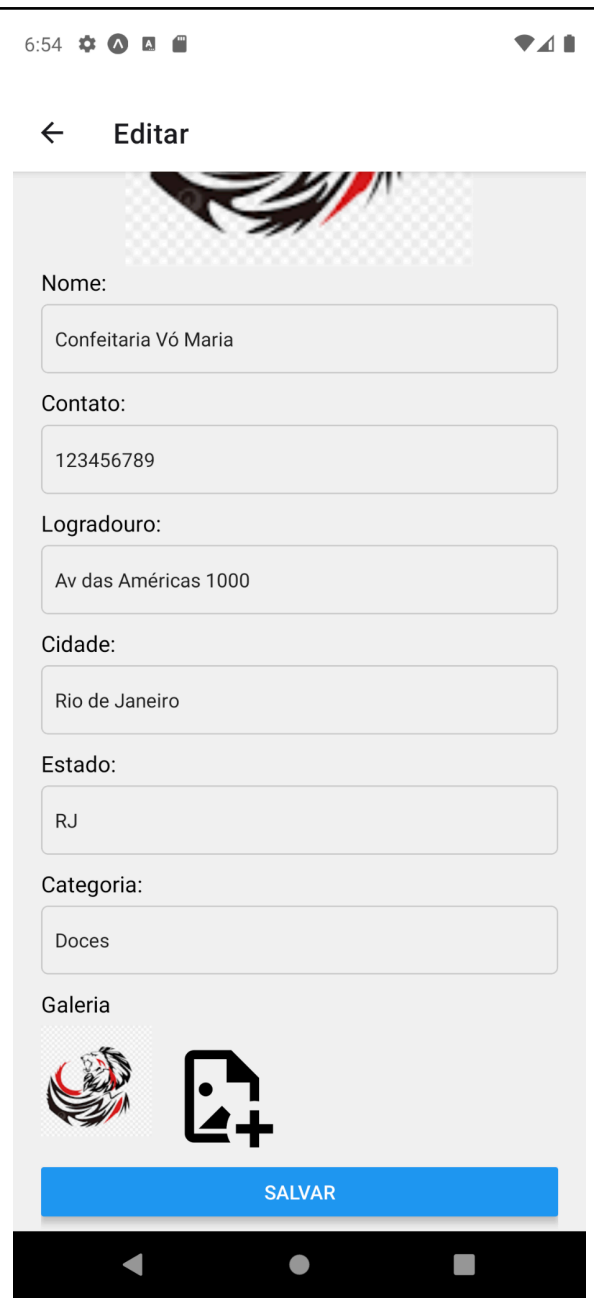 6:54
Editar
Nome:
Confeitaria Vó Maria
Contato:
123456789
Logradouro:
Av das Américas 1000
Cidade:
Rio de Janeiro
Estado:
RJ
Categoria:
Doces
Galeria
SALVAR